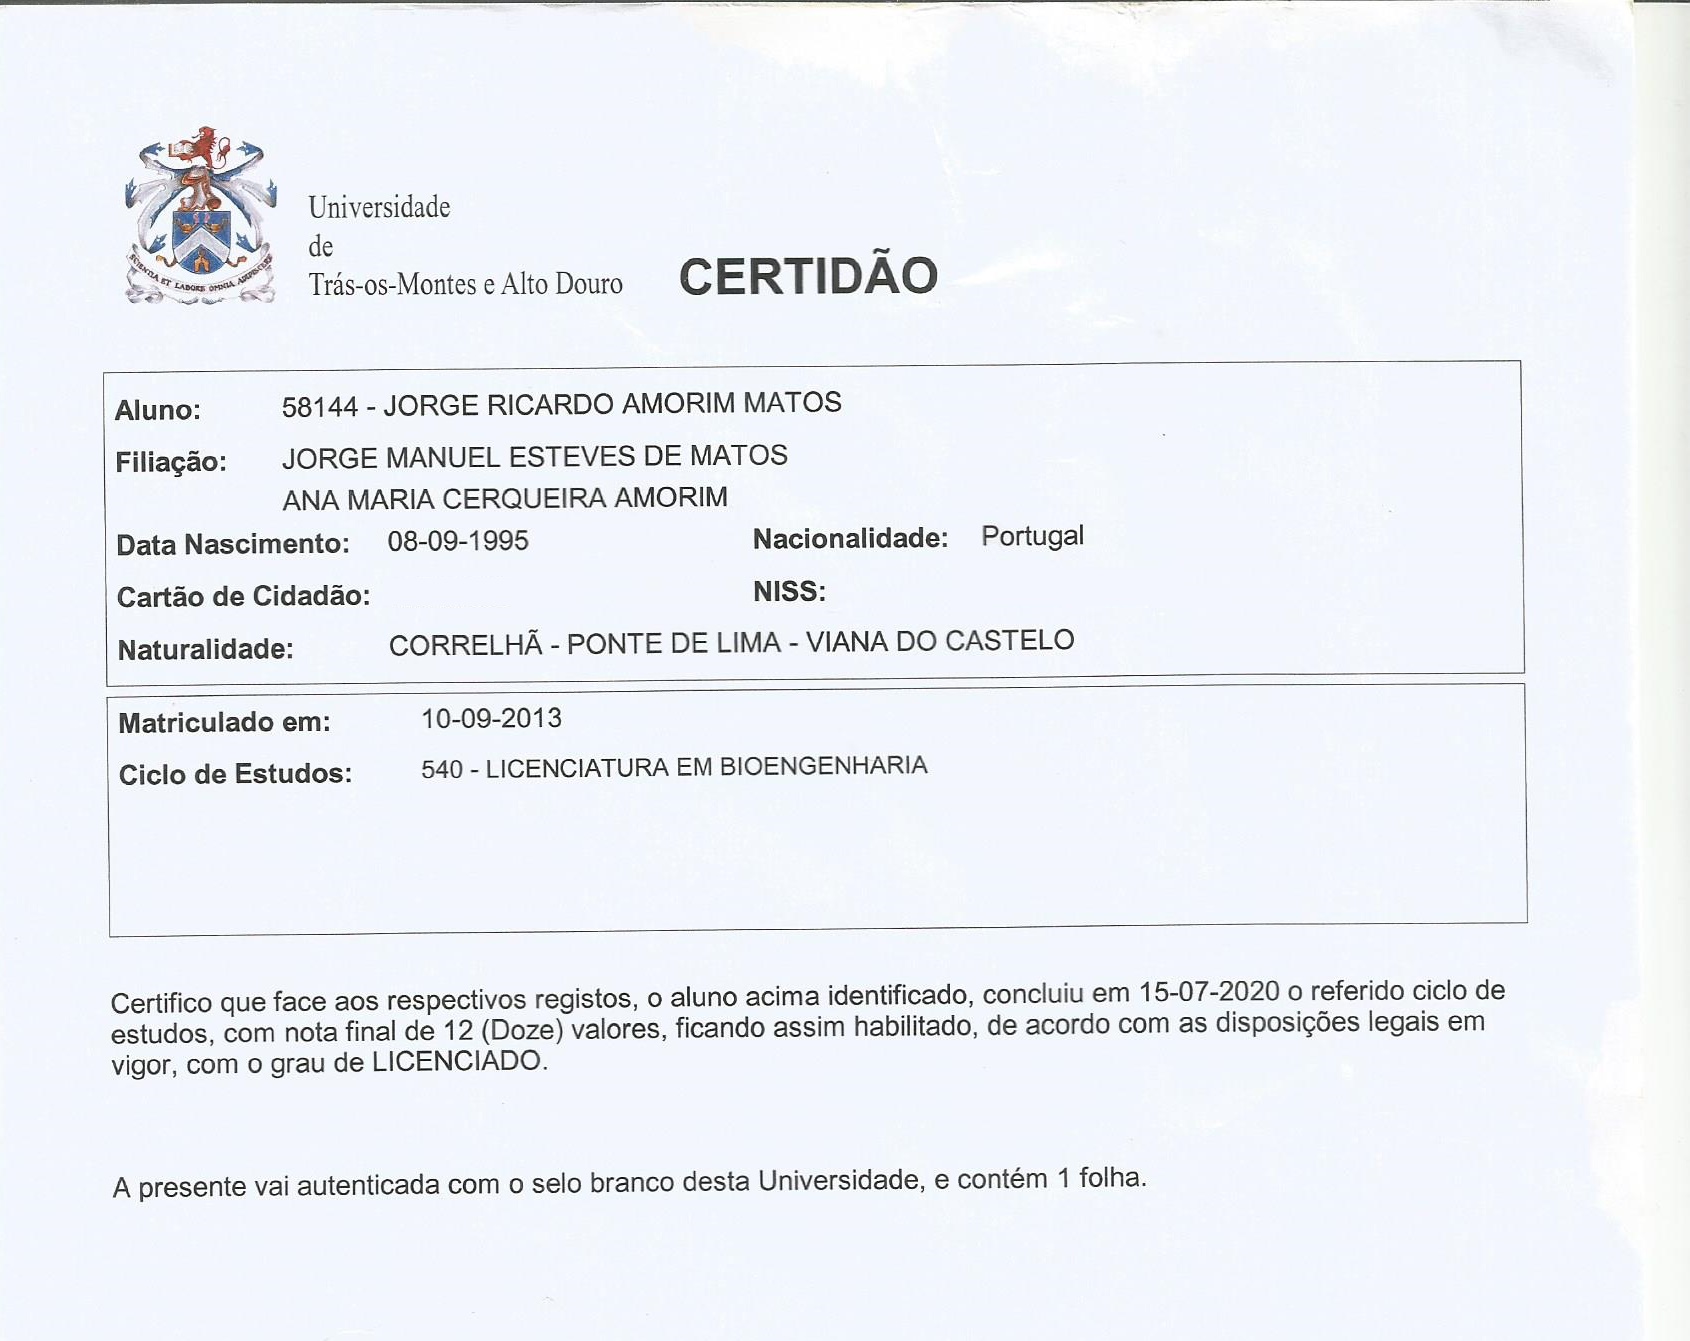 Universidade
de
Trás-os-Montes e Alto Douro
CERTIDÃO
SCIENTIA ET LABORE OMNIA
Aluno: 58144 - JORGE RICARDO AMORIM MATOS
Filiação: JORGE MANUEL ESTEVES DE MATOS
ANA MARIA CERQUEIRA AMORIM
Data Nascimento: 08-09-1995 Nacionalidade: Portugal
Cartão de Cidadão: NISS:
Naturalidade: CORRELHÃ - PONTE DE LIMA - VIANA DO CASTELO
Matriculado em: 10-09-2013
Ciclo de Estudos: 540 - LICENCIATURA EM BIOENGENHARIA
Certifico que face aos respectivos registos, o aluno acima identificado, concluiu em 15-07-2020 o referido ciclo de
estudos, com nota final de 12 (Doze) valores, ficando assim habilitado, de acordo com as disposições legais em
vigor, com o grau de LICENCIADO.
A presente vai autenticada com o selo branco desta Universidade, e contém 1 folha.